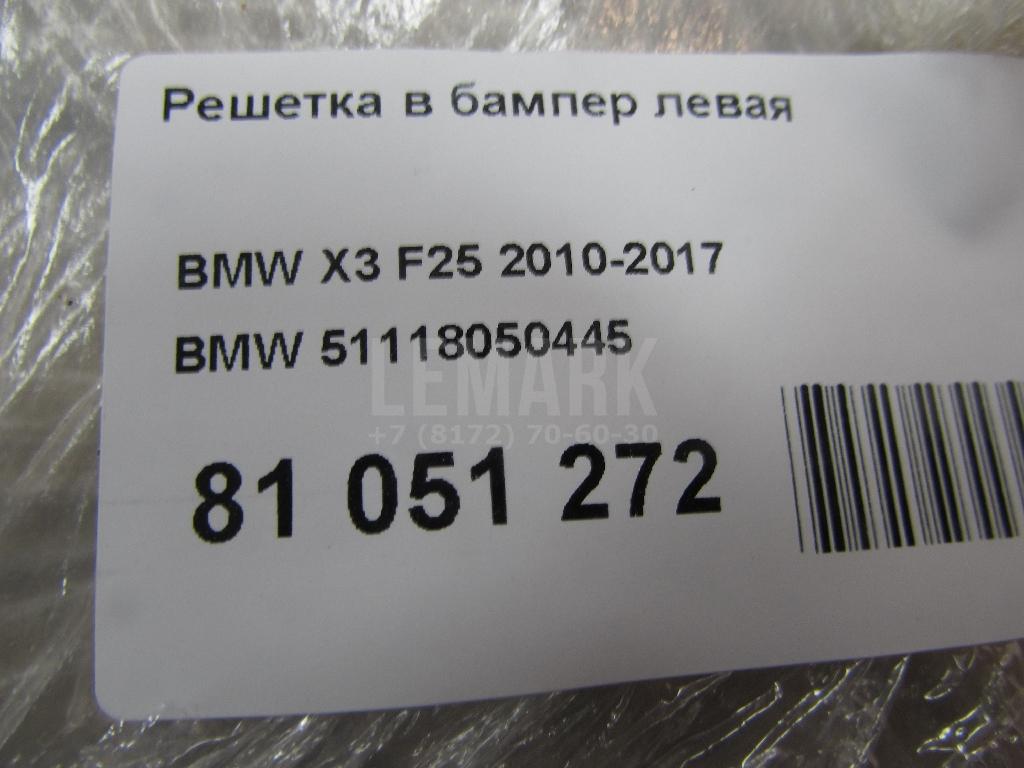 Решетка в бампер левая
BMW X3 F25 2010-2017
BMW 51118050445
LEMARK
+7 (8172) 70-60-30
81 051 272